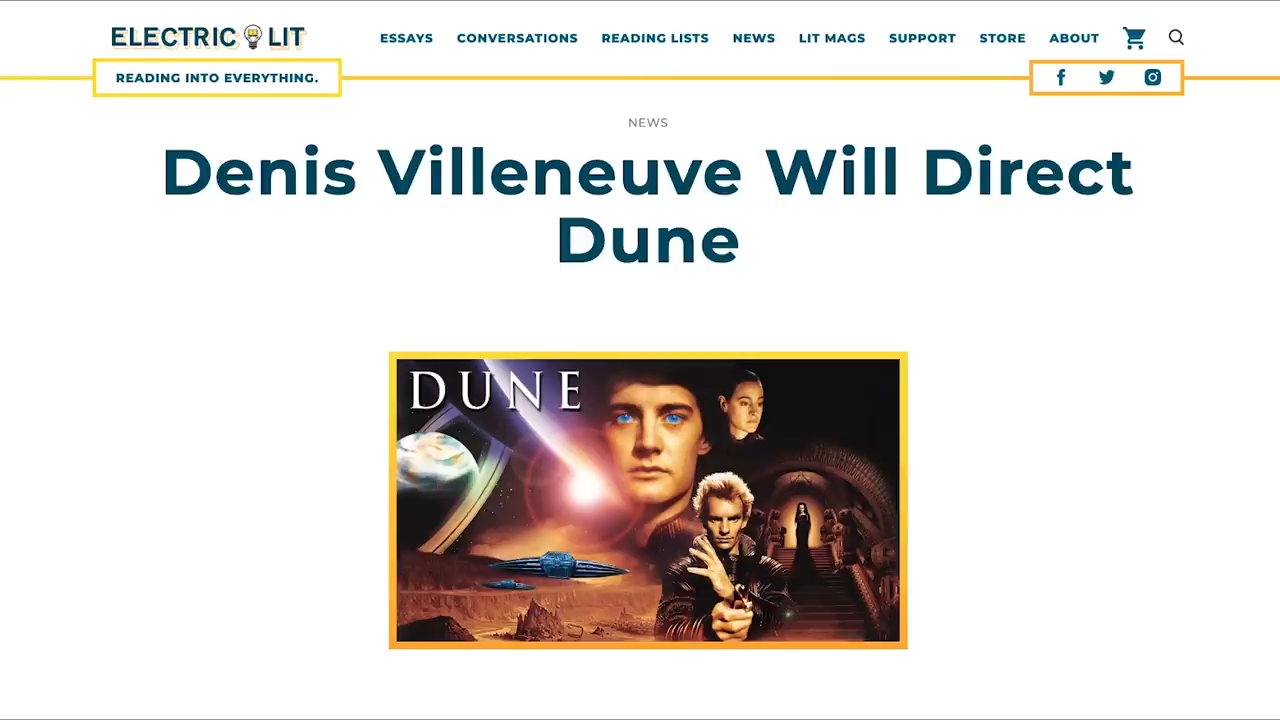 ELECTRIC LIT
ESSAYS CONVERSATIONS READING LISTS NEWS LIT MAGS SUPPORT STORE ABOUT
READING INTO EVERYTHING.
NEWS
Denis Villeneuve Will Direct
Dune
DUNE